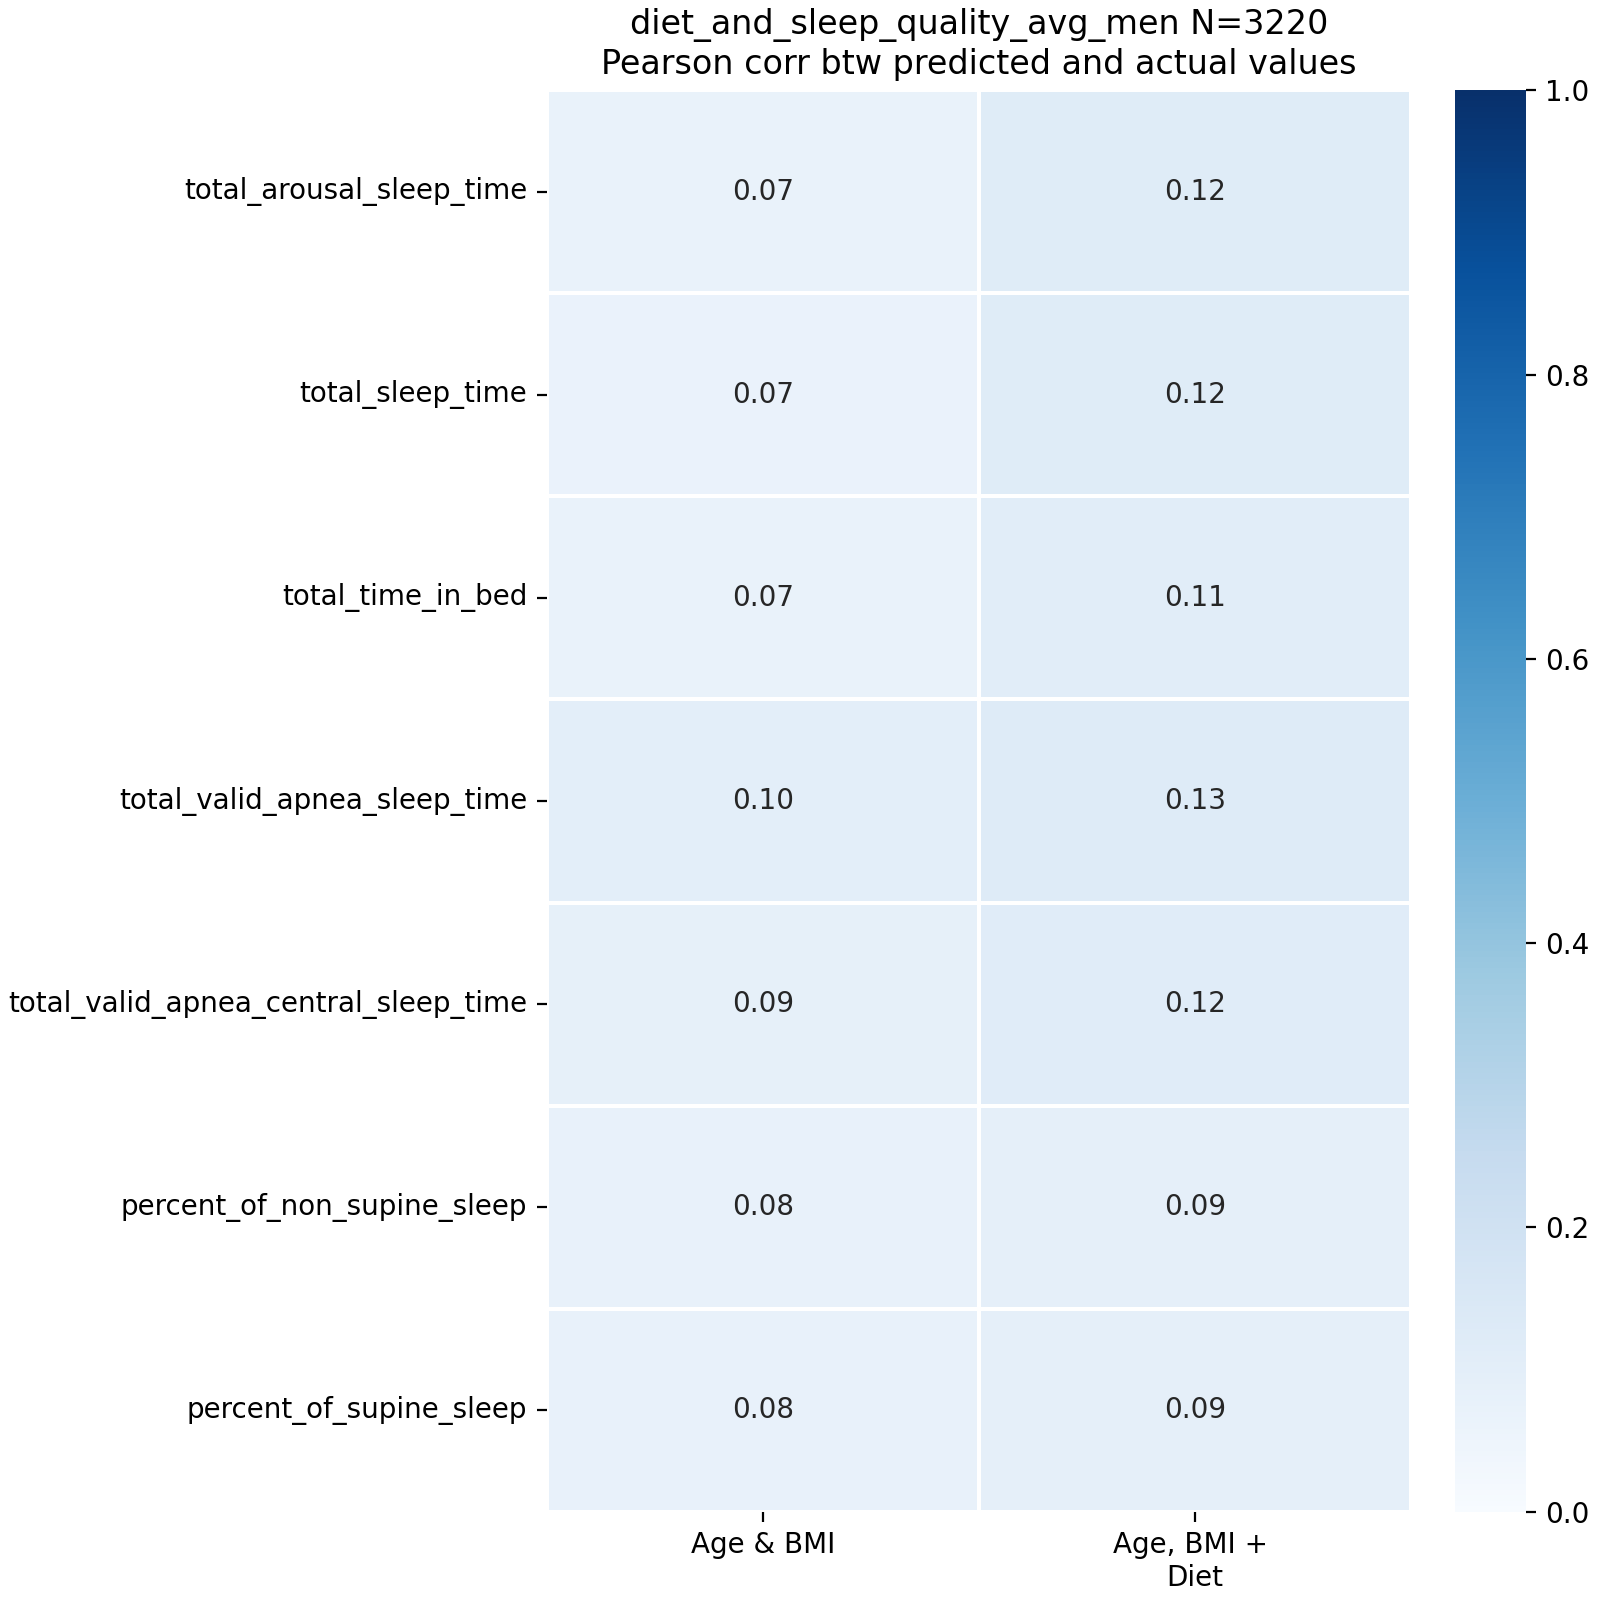 diet_and_sleep_quality_avg_men N=3220
Pearson corr btw predicted and actual values
total_arousal_sleep_time 0.07 0.12
total_sleep_time 0.07 0.12
total_time_in_bed 0.07 0.11
total_valid_apnea_sleep_time 0.10 0.13
total_valid_apnea_central_sleep_time 0.09 0.12
percent_of_non_supine_sleep 0.08 0.09
percent_of_supine_sleep 0.08 0.09
Age & BMI
Age, BMI +
Diet
1.0
0.8
0.6
0.4
0.2
0.0